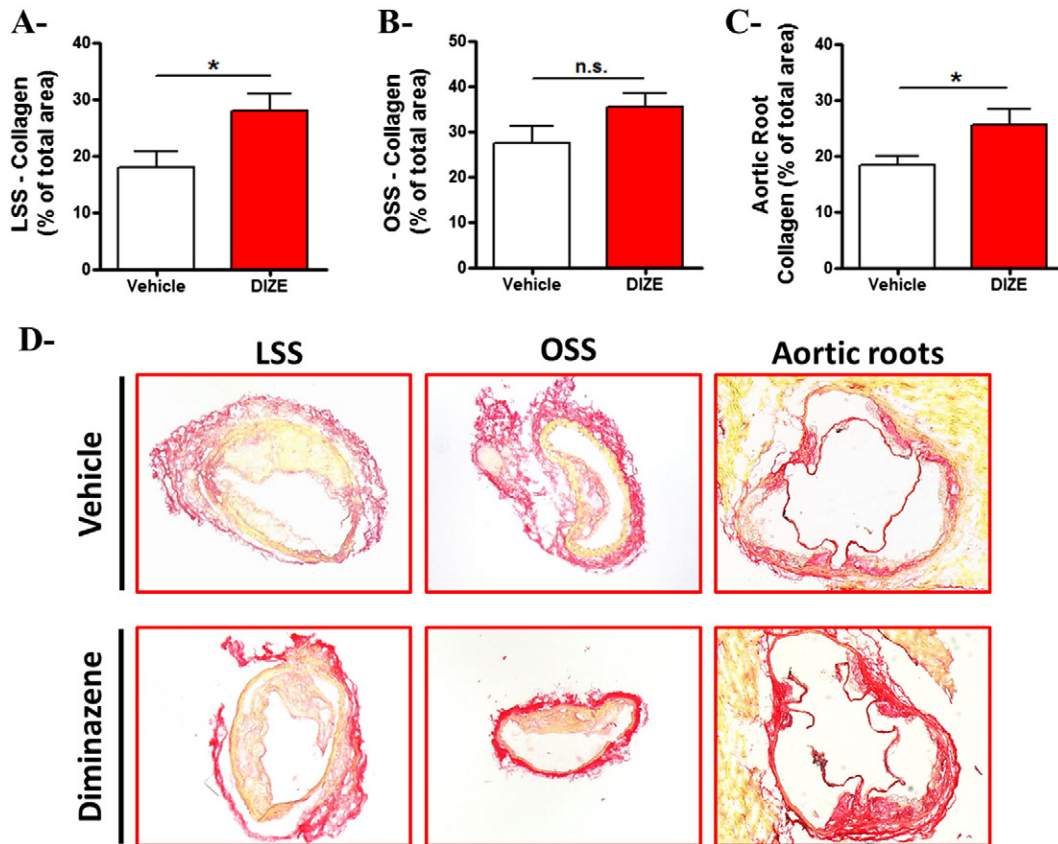 A-
LSS - Collagen
(% of total area)
40
30
20
10
0
*
Vehicle
DIZE
B-
OSS - Collagen
(% of total area)
50
40
30
20
10
0
n.s.
Vehicle
DIZE
C-
Aortic Root
Collagen (% of total area)
40
30
20
10
0
*
Vehicle
DIZE
D-
LSS
OSS
Aortic roots
Vehicle
Diminazene